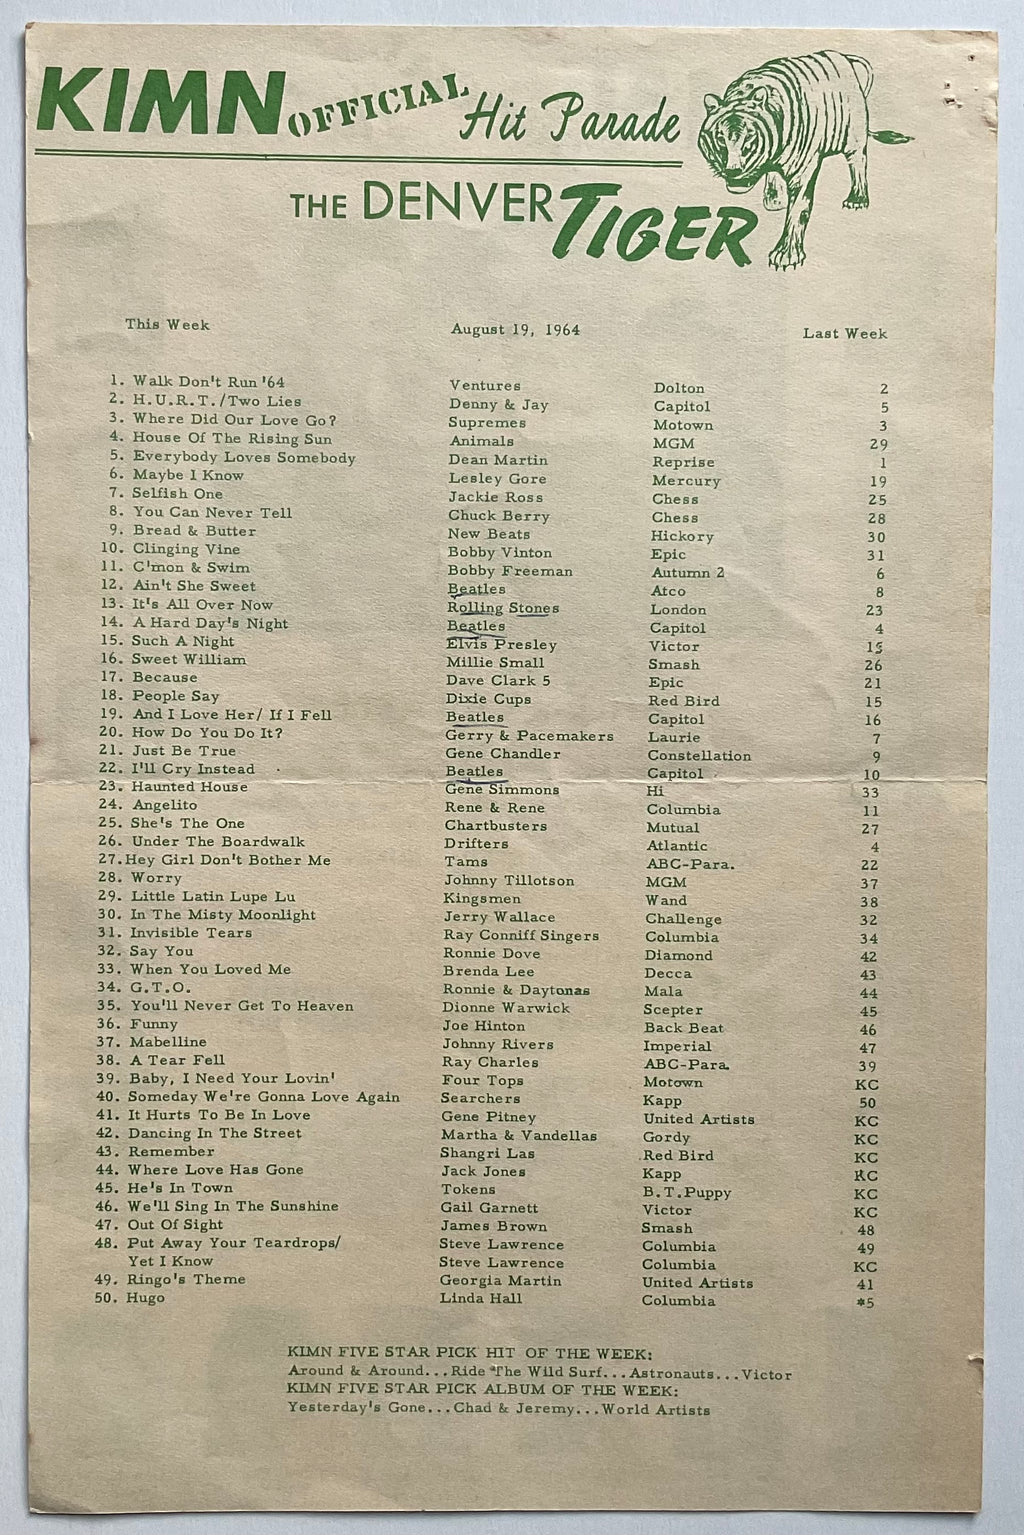 KIMN OFFICIAL Hit Parade
THE DENVER TIGER
This Week August 19, 1964 Last Week
1. Walk Don't Run '64 Ventures Dolton 2
2. H.U.R.T./Two Lies Denny & Jay Capitol 5
3. Where Did Our Love Go? Supremes Motown 3
4. House Of The Rising Sun Animals MGM 29
5. Everybody Loves Somebody Dean Martin Reprise 1
6. Maybe I Know Lesley Gore Mercury 19
7. Selfish One Jackie Ross Chess 25
8. You Can Never Tell Chuck Berry Chess 28
9. Bread & Butter New Beats Hickory 30
10. Clinging Vine Bobby Vinton Epic 31
11. C'mon & Swim Bobby Freeman Autumn 2 6
12. Ain't She Sweet Beatles Atco 8
13. It's All Over Now Rolling Stones London 23
14. A Hard Day's Night Beatles Capitol 4
15. Such A Night Elvis Presley Victor 15
16. Sweet William Millie Small Smash 26
17. Because Dave Clark 5 Epic 21
18. People Say Dixie Cups Red Bird 15
19. And I Love Her/ If I Fell Beatles Capitol 16
20. How Do You Do It? Gerry & Pacemakers Laurie 7
21. Just Be True Gene Chandler Constellation 9
22. I'll Cry Instead Beatles Capitol 10
23. Haunted House Gene Simmons Hi 33
24. Angelito Rene & Rene Columbia 11
25. She's The One Chartbusters Mutual 27
26. Under The Boardwalk Drifters Atlantic 4
27. Hey Girl Don't Bother Me Tams ABC-Para. 22
28. Worry Johnny Tillotson MGM 37
29. Little Latin Lupe Lu Kingsmen Wand 38
30. In The Misty Moonlight Jerry Wallace Challenge 32
31. Invisible Tears Ray Conniff Singers Columbia 34
32. Say You Ronnie Dove Diamond 42
33. When You Loved Me Brenda Lee Decca 43
34. G.T.O. Ronnie & Daytonas Mala 44
35. You'll Never Get To Heaven Dionne Warwick Scepter 45
36. Funny Joe Hinton Back Beat 46
37. Mabelline Johnny Rivers Imperial 47
38. A Tear Fell Ray Charles ABC-Para. 39
39. Baby, I Need Your Lovin' Four Tops Motown KC
40. Someday We're Gonna Love Again Searchers Kapp 50
41. It Hurts To Be In Love Gene Pitney United Artists KC
42. Dancing In The Street Martha & Vandellas Gordy KC
43. Remember Shangri Las Red Bird KC
44. Where Love Has Gone Jack Jones Kapp KC
45. He's In Town Tokens B.T.Puppy KC
46. We'll Sing In The Sunshine Gail Garnett Victor KC
47. Out Of Sight James Brown Smash 48
48. Put Away Your Teardrops/ Steve Lawrence Columbia 49
Yet I Know Steve Lawrence Columbia KC
49. Ringo's Theme Georgia Martin United Artists 41
50. Hugo Linda Hall Columbia *5
KIMN FIVE STAR PICK HIT OF THE WEEK:
Around & Around...Ride The Wild Surf...Astronauts...Victor
KIMN FIVE STAR PICK ALBUM OF THE WEEK:
Yesterday's Gone...Chad & Jeremy...World Artists